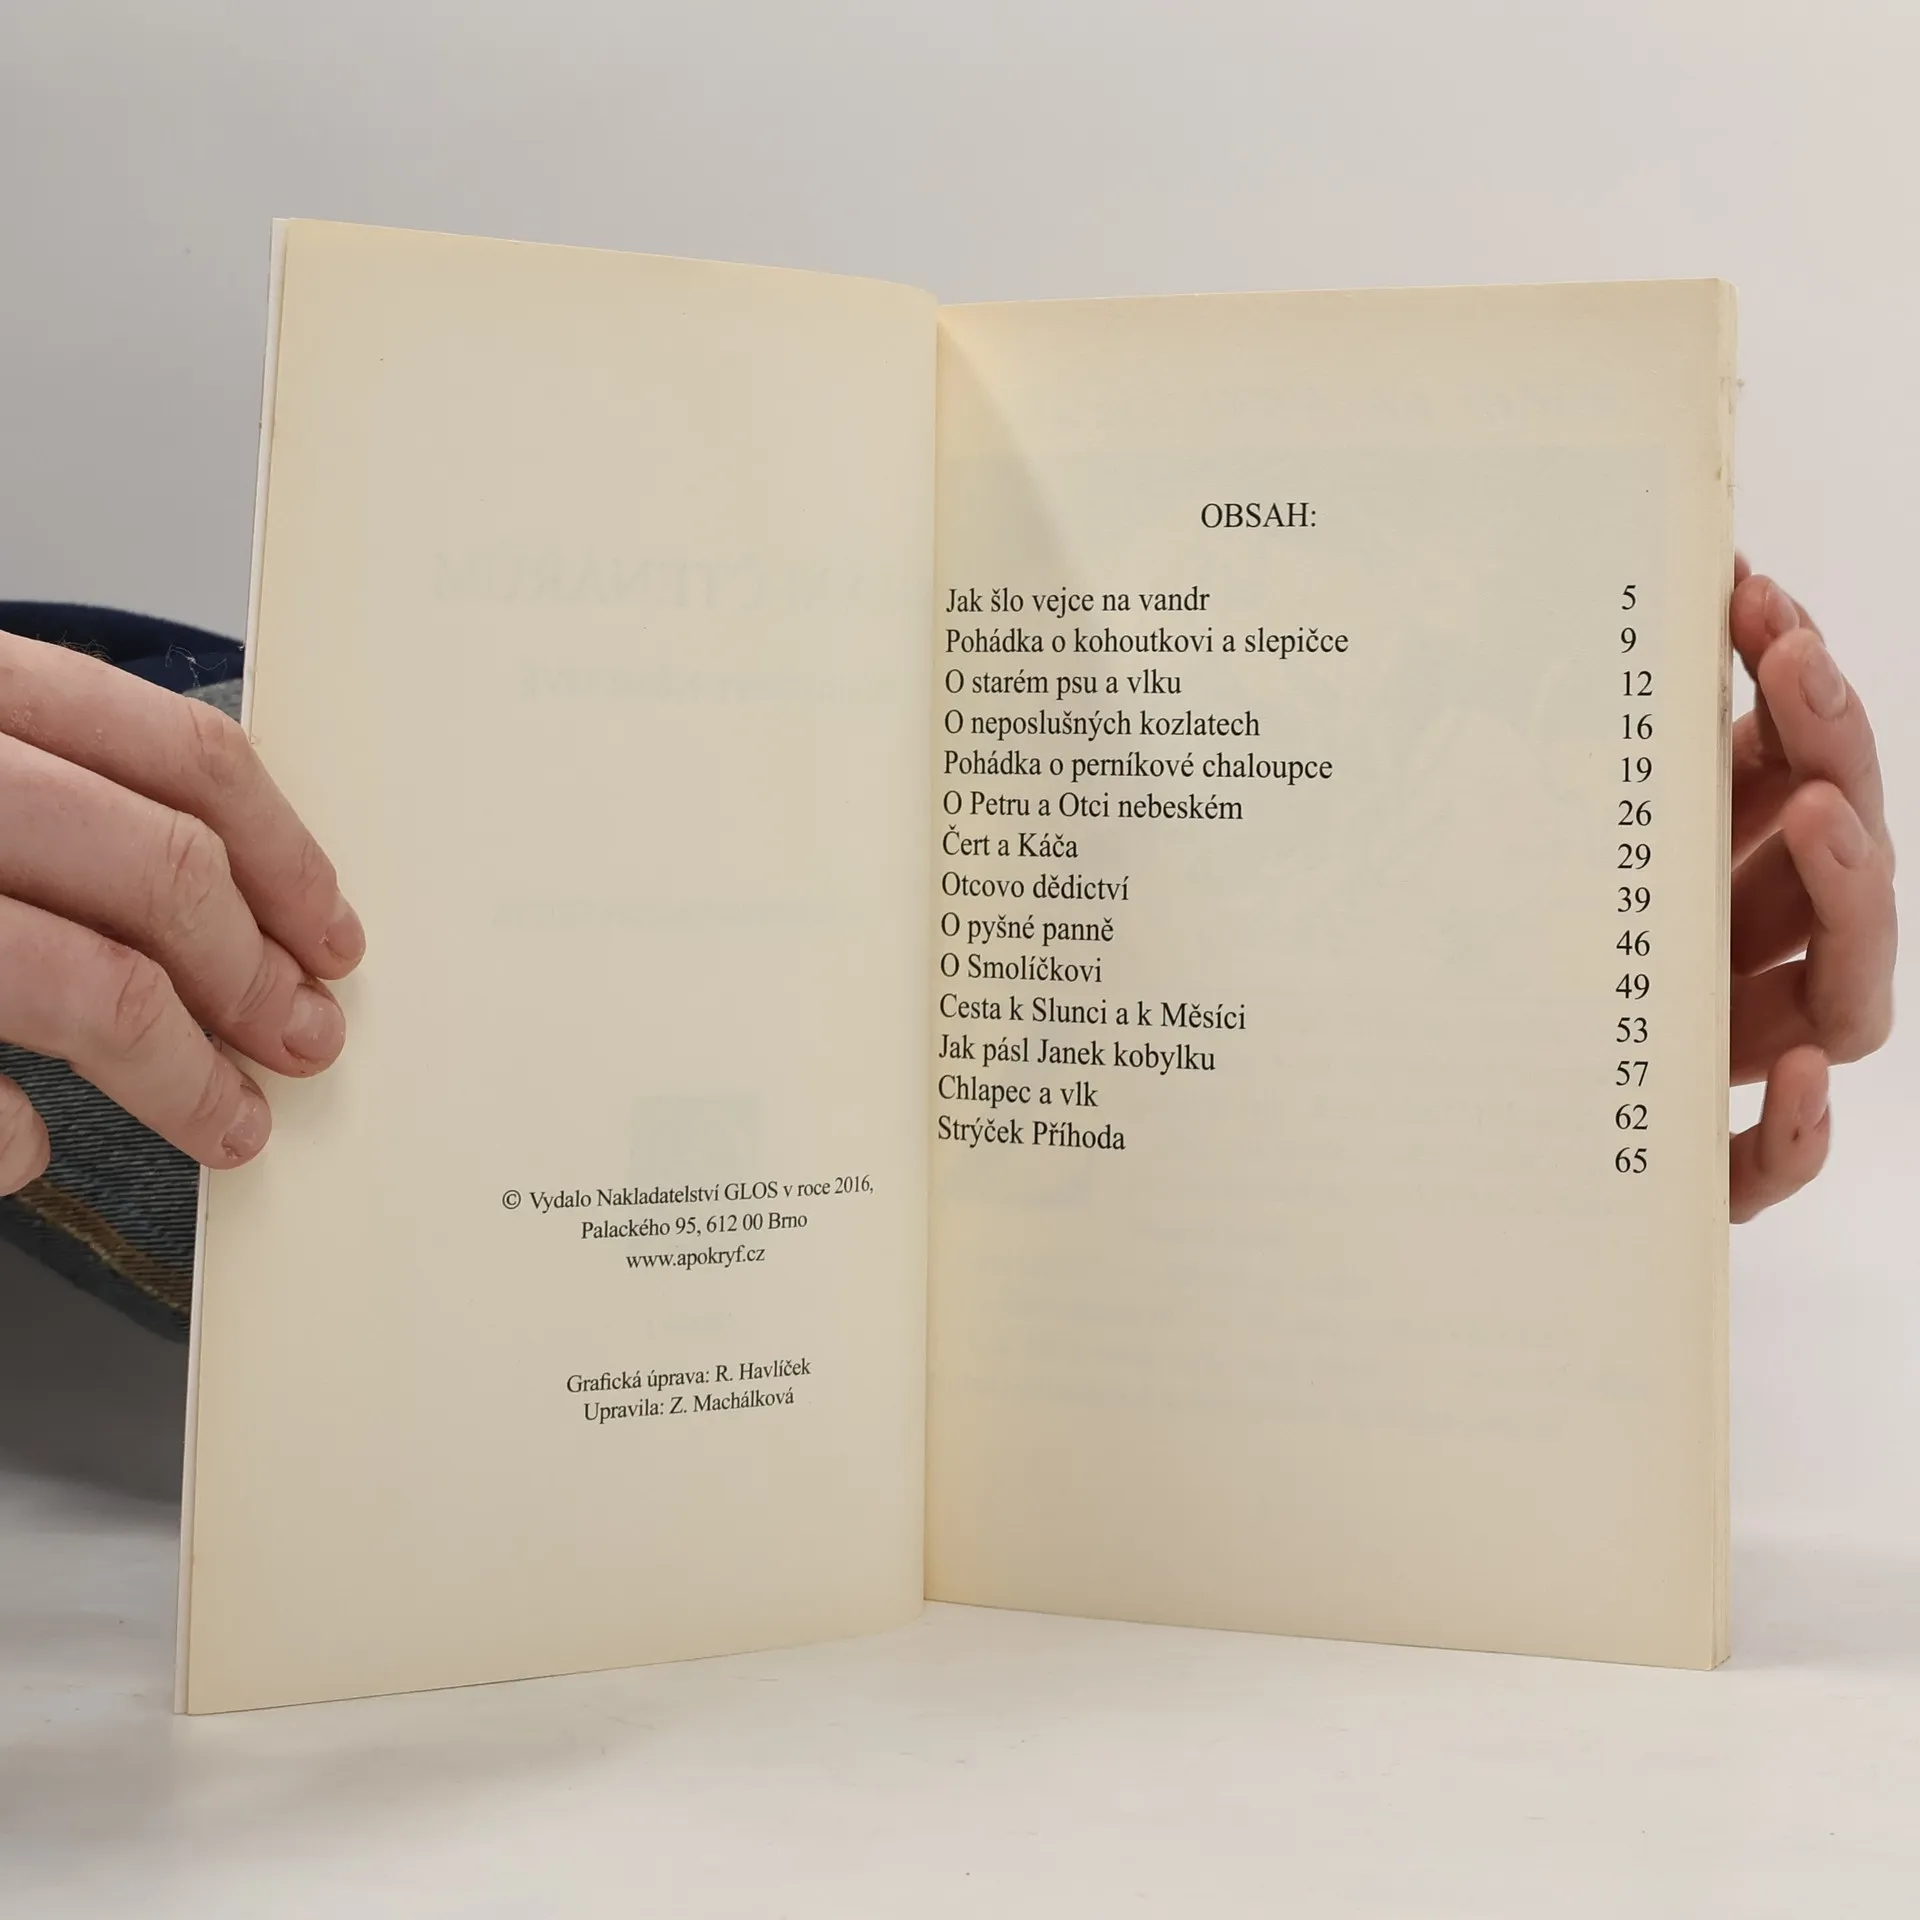 © Vydalo Nakladatelství GLOS v roce 2016,
Palackého 95, 612 00 Brno
www.apokryf.cz
Grafická úprava: R. Havlíček
Upravila: Z. Machálková
OBSAH:
Jak šlo vejce na vandr 5
Pohádka o kohoutkovi a slepičce 9
O starém psu a vlku 12
O neposlušných kozlatech 16
Pohádka o perníkové chaloupce 19
O Petru a Otci nebeském 26
Čert a Káča 29
Otcovo dědictví 39
O pyšné panně 46
O Smolíčkovi 49
Cesta k Slunci a k Měsíci 53
Jak pásl Janek kobylku 57
Chlapec a vlk 62
Strýček Příhoda 65